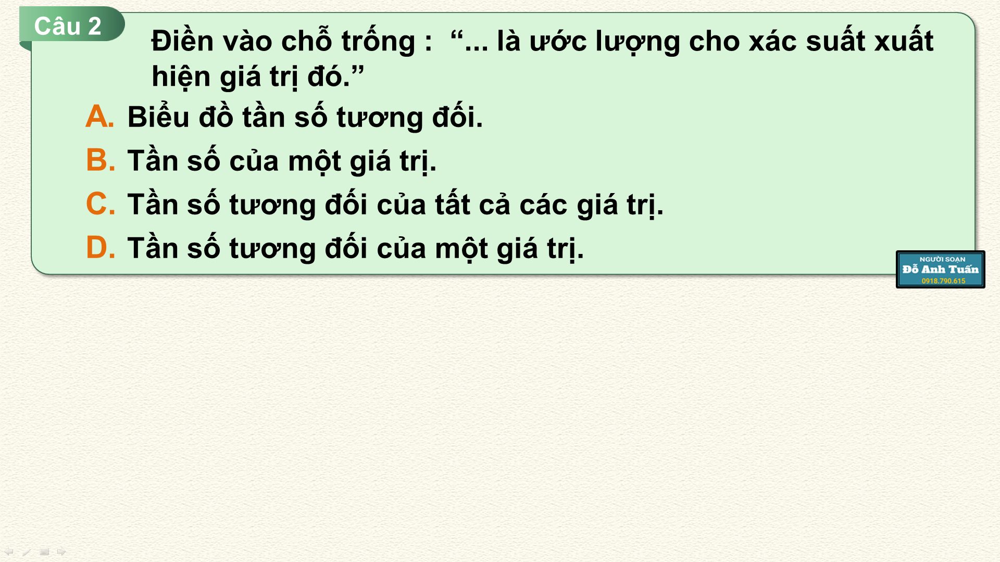 Câu 2
Điền vào chỗ trống :  “... là ước lượng cho xác suất xuất
hiện giá trị đó.”
A. Biểu đồ tần số tương đối.
B. Tần số của một giá trị.
C. Tần số tương đối của tất cả các giá trị.
D. Tần số tương đối của một giá trị.
NGƯỜI SOẠN
Đỗ Anh Tuấn
0918.790.615